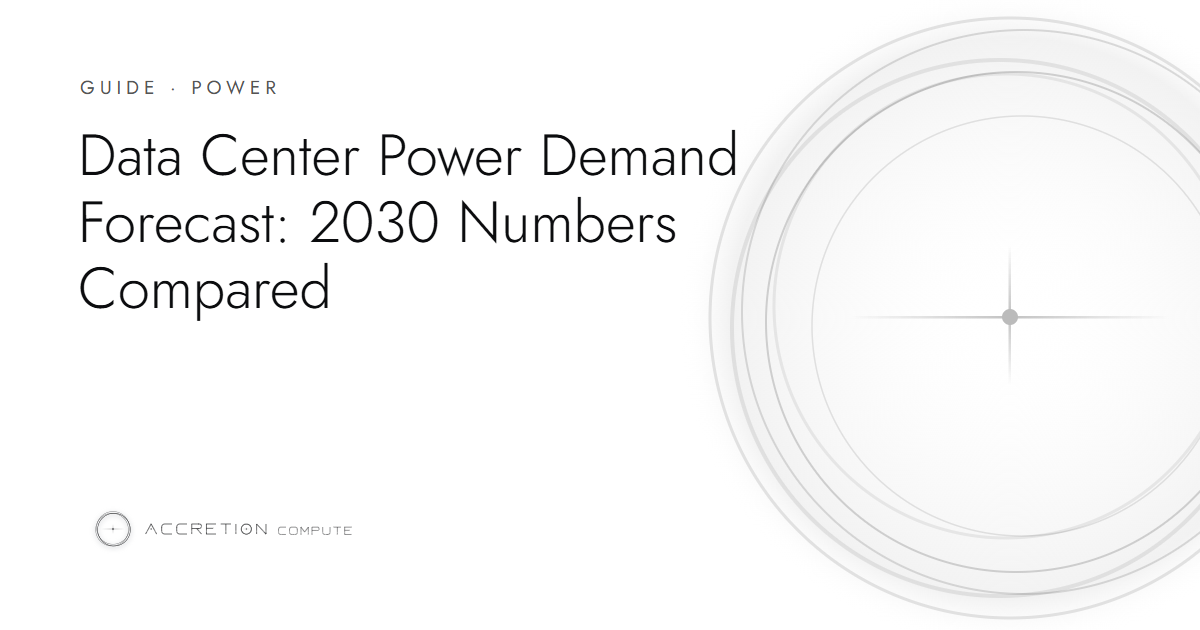 GUIDE · POWER
Data Center Power Demand
Forecast: 2030 Numbers
Compared
ACCRETION COMPUTE